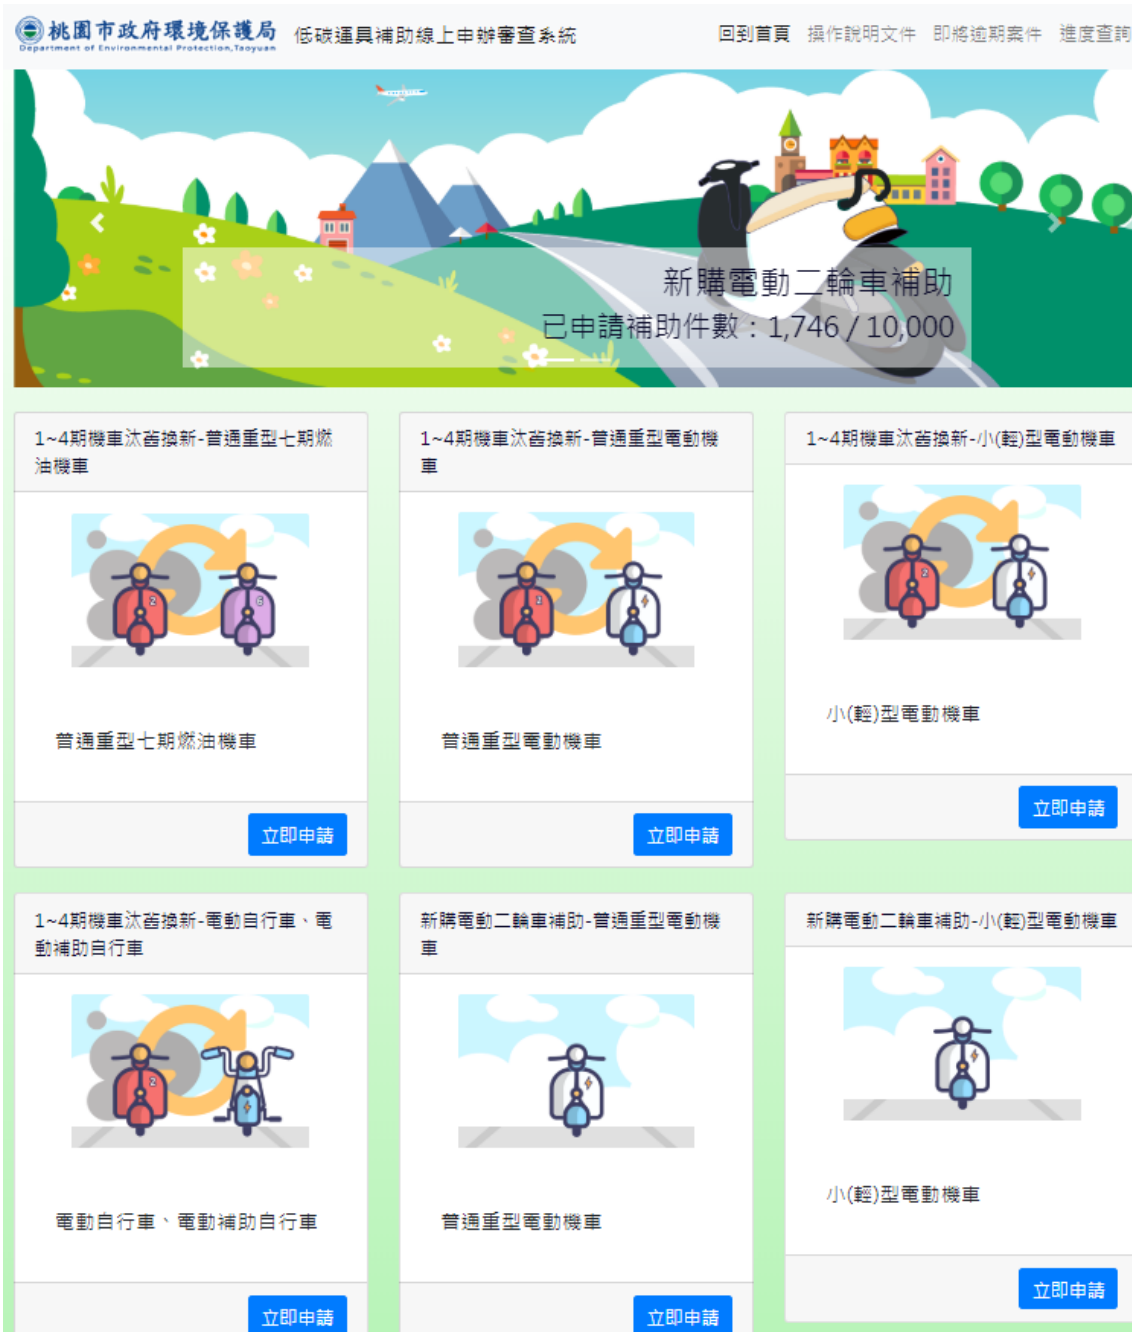 桃園市政府環境保護局
Department of Environmental Protection,Taoyuan
低碳運具補助線上申辦審查系統
回到首頁 操作說明文件 即將逾期案件 進度查詢
新購電動二輪車補助
已申請補助件數：1,746 / 10,000
1~4期機車汰舊換新-普通重型七期燃
油機車
2 6
普通重型七期燃油機車
立即申請
1~4期機車汰舊換新-普通重型電動機
車
2
普通重型電動機車
立即申請
1~4期機車汰舊換新-小(輕)型電動機車
2
小(輕)型電動機車
立即申請
1~4期機車汰舊換新-電動自行車、電
動補助自行車
2
電動自行車、電動補助自行車
立即申請
新購電動二輪車補助-普通重型電動機
車
普通重型電動機車
立即申請
新購電動二輪車補助-小(輕)型電動機車
小(輕)型電動機車
立即申請